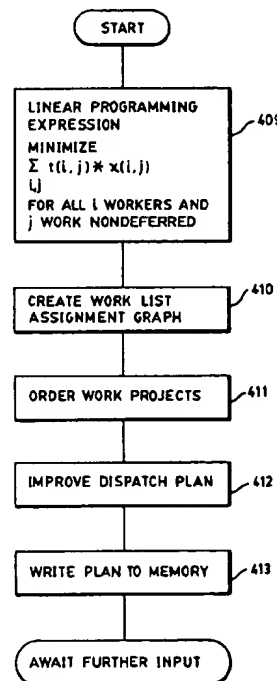 START
LINEAR PROGRAMMING
EXPRESSION
MINIMIZE
Σ t(i,j)* x(i,j)
i,j
FOR ALL i WORKERS AND
j WORK NONDEFERRED
409
CREATE WORK LIST
ASSIGNMENT GRAPH
410
ORDER WORK PROJECTS
411
IMPROVE DISPATCH PLAN
412
WRITE PLAN TO MEMORY
413
AWAIT FURTHER INPUT